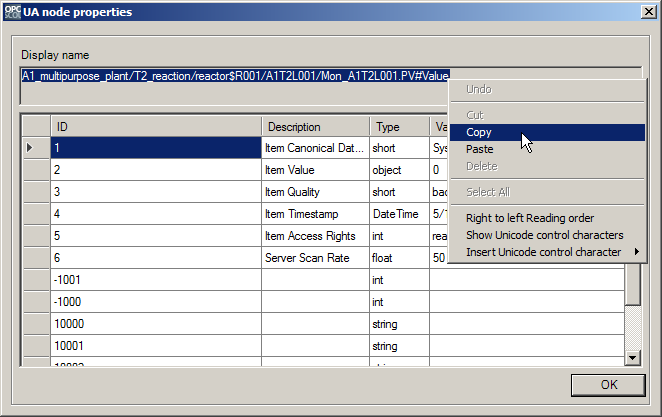 OPC SCOUT UA node properties
Display name
A1_multipurpose_plant/T2_reaction/reactor$R001/A1T2L001/Mon_A1T2L001.PV#Value
Undo
Cut
Copy
Paste
Delete
Select All
Right to left Reading order
Show Unicode control characters
Insert Unicode control character
ID Description Type Va
1 Item Canonical Dat... short Sys
2 Item Value object 0
3 Item Quality short bad
4 Item Timestamp DateTime 5/1
5 Item Access Rights int rea
6 Server Scan Rate float 50
-1001 int
-1000 int
10000 string
10001 string
OK